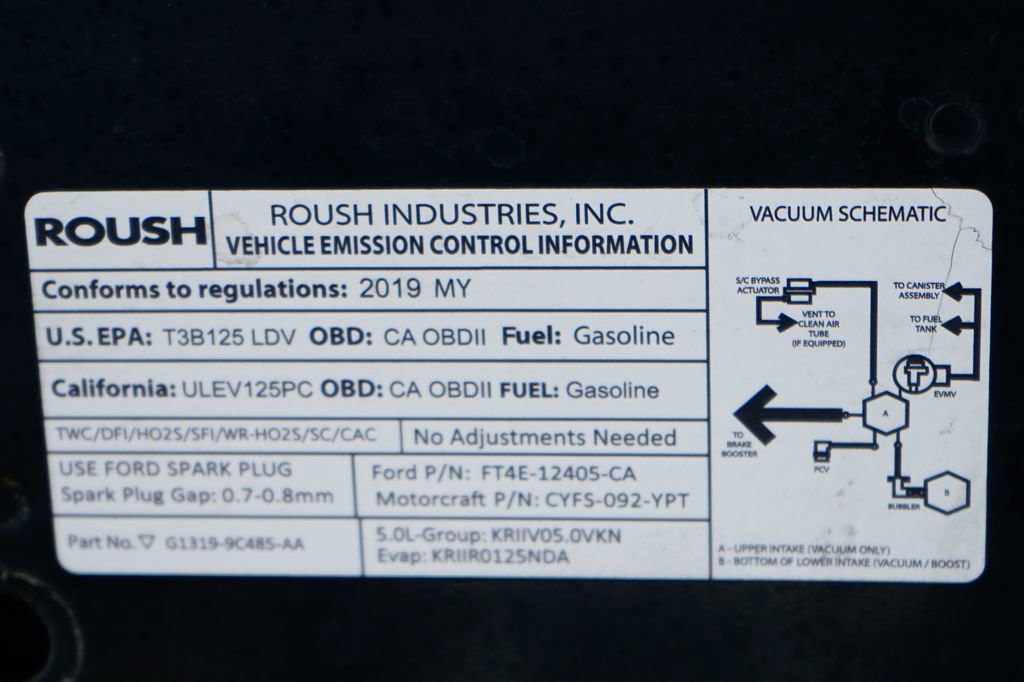 ROUSH
ROUSH INDUSTRIES, INC.
VEHICLE EMISSION CONTROL INFORMATION
Conforms to regulations: 2019 MY
U.S. EPA: T3B125 LDV OBD: CA OBDII Fuel: Gasoline
California: ULEV125PC OBD: CA OBDII FUEL: Gasoline
TWC/DFI/HO2S/SFI/WR-HO2S/SC/CAC
No Adjustments Needed
USE FORD SPARK PLUG
Spark Plug Gap: 0.7-0.8mm
Ford P/N: FT4E-12405-CA
Motorcraft P/N: CYFS-092-YPT
Part No. ▽ G1319-9C485-AA
5.0L-Group: KRIIV05.0VKN
Evap: KRIIR0125NDA
VACUUM SCHEMATIC
S/C BYPASS
ACTUATOR
VENT TO
CLEAN AIR
TUBE
(IF EQUIPPED)
TO CANISTER
ASSEMBLY
TO FUEL
TANK
EVMV
A
TO
BRAKE
BOOSTER
PCV
BUBBLER
B
A - UPPER INTAKE (VACUUM ONLY)
B - BOTTOM OF LOWER INTAKE (VACUUM / BOOST)